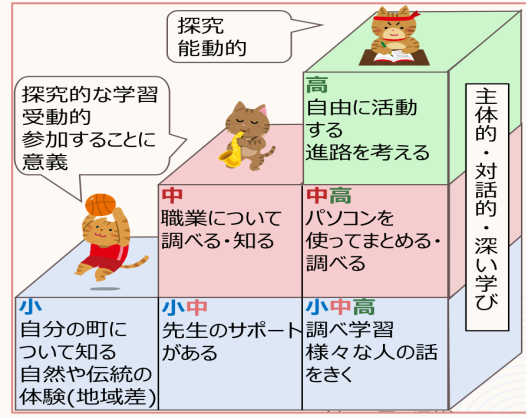 探究
能動的
探究的な学習
受動的
参加することに
意義
高
自由に活動
する
進路を考える
中
職業について
調べる・知る
中高
パソコンを
使ってまとめる・
調べる
小
自分の町に
ついて知る
自然や伝統の
体験(地域差)
小中
先生のサポート
がある
小中高
調べ学習
様々な人の話
をきく
主体的・対話的・深い学び